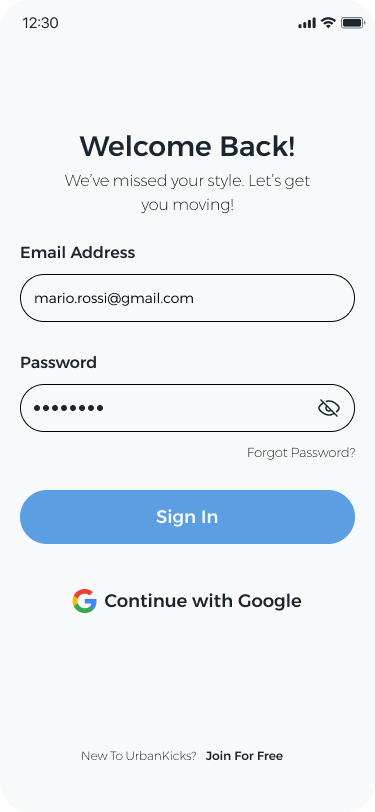 12:30
Welcome Back!
We’ve missed your style. Let’s get
you moving!
Email Address
mario.rossi@gmail.com
Password
••••••••
Forgot Password?
Sign In
Continue with Google
New To UrbanKicks? Join For Free